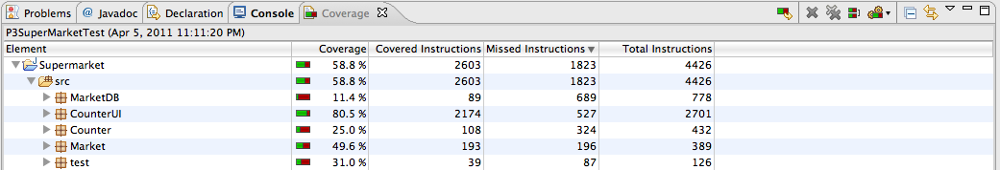 Problems @ Javadoc Declaration Console Coverage
P3SuperMarketTest (Apr 5, 2011 11:11:20 PM)
Element Coverage Covered Instructions Missed Instructions Total Instructions
Supermarket 58.8 % 2603 1823 4426
src 58.8 % 2603 1823 4426
MarketDB 11.4 % 89 689 778
CounterUI 80.5 % 2174 527 2701
Counter 25.0 % 108 324 432
Market 49.6 % 193 196 389
test 31.0 % 39 87 126